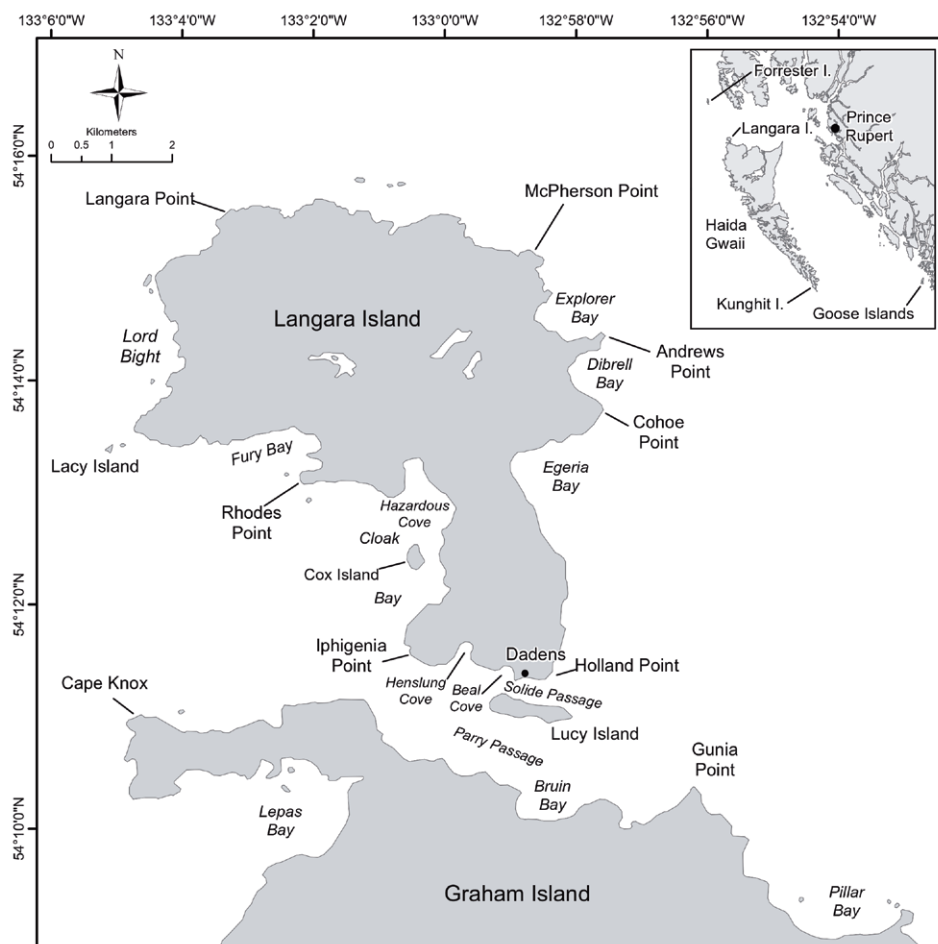 133°6'0"W
133°4'0"W
133°2'0"W
133°0'0"W
132°58'0"W
132°56'0"W
132°54'0"W
54°16'0"N
54°14'0"N
54°12'0"N
54°10'0"N
N
Kilometers
0 0.5 1 2
Forrester I.
Langara I.
Prince
Rupert
Haida
Gwaii
Kunghit I.
Goose Islands
Langara Point
McPherson Point
Langara Island
Explorer
Bay
Lord
Bight
Andrews
Point
Dibrell
Bay
Cohoe
Point
Lacy Island
Fury Bay
Egeria
Bay
Rhodes
Point
Hazardous
Cove
Cloak
Cox Island
Bay
Iphigenia
Point
Dadens
Holland Point
Henslung
Cove
Beal
Cove
Solide Passage
Cape Knox
Lucy Island
Parry Passage
Gunia
Point
Bruin
Bay
Lepas
Bay
Graham Island
Pillar
Bay